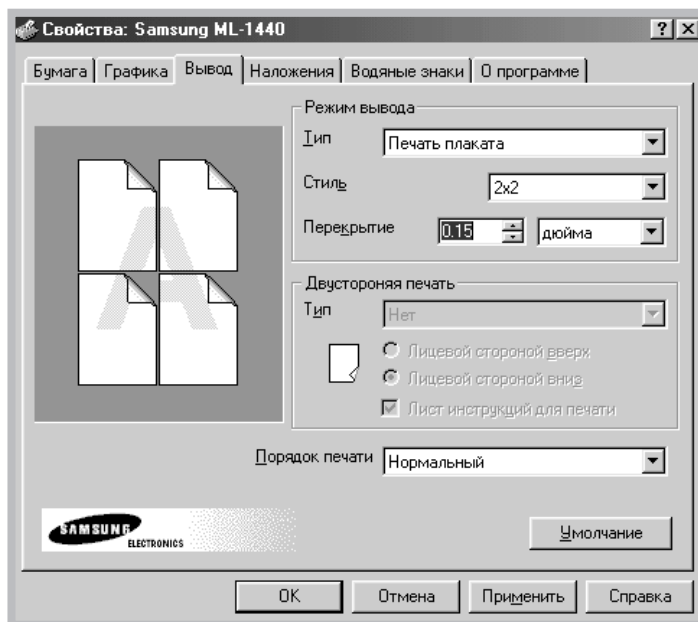 Свойства: Samsung ML-1440
Бумага Графика Вывод Наложения Водяные знаки О программе
Режим вывода
Тип Печать плаката
Стиль 2x2
Перекрытие 0.15 дюйма
Двустороняя печать
Тип Нет
Лицевой стороной вверх
Лицевой стороной вниз
Лист инструкций для печати
Порядок печати Нормальный
A
SAMSUNG
ELECTRONICS
Умолчание
OK Отмена Применить Справка